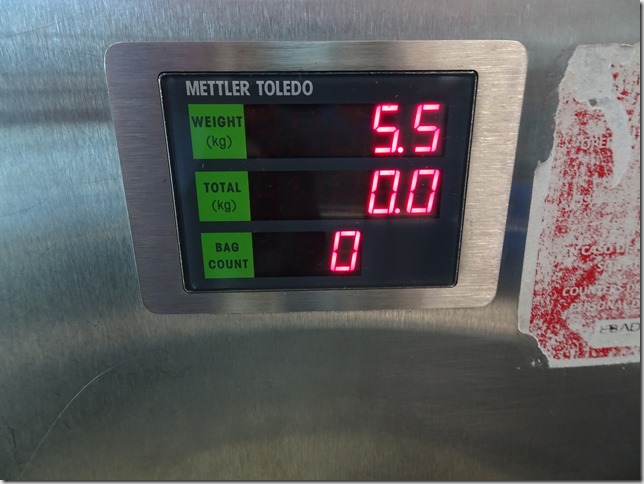 METTLER TOLEDO
WEIGHT 5.5
(kg)
TOTAL 0.0
(kg)
BAG 0
COUNT